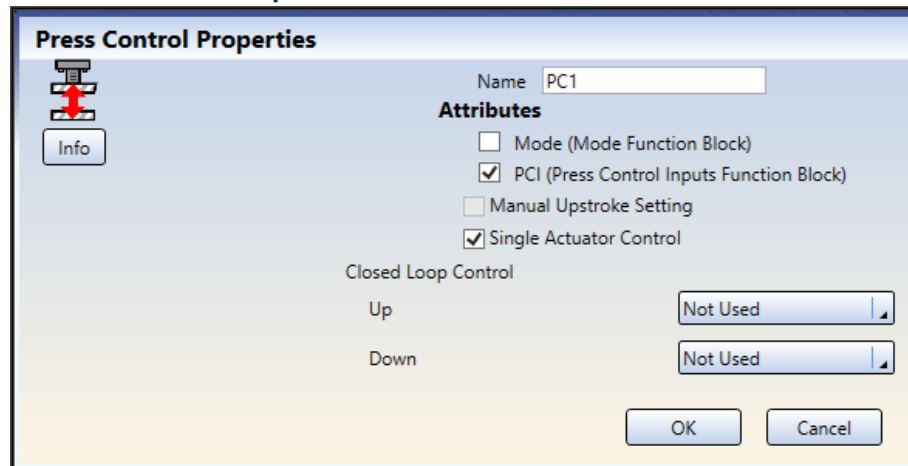 Press Control Properties
Name PC1
Attributes
Info
Mode (Mode Function Block)
PCI (Press Control Inputs Function Block)
Manual Upstroke Setting
Single Actuator Control
Closed Loop Control
Up Not Used
Down Not Used
OK Cancel